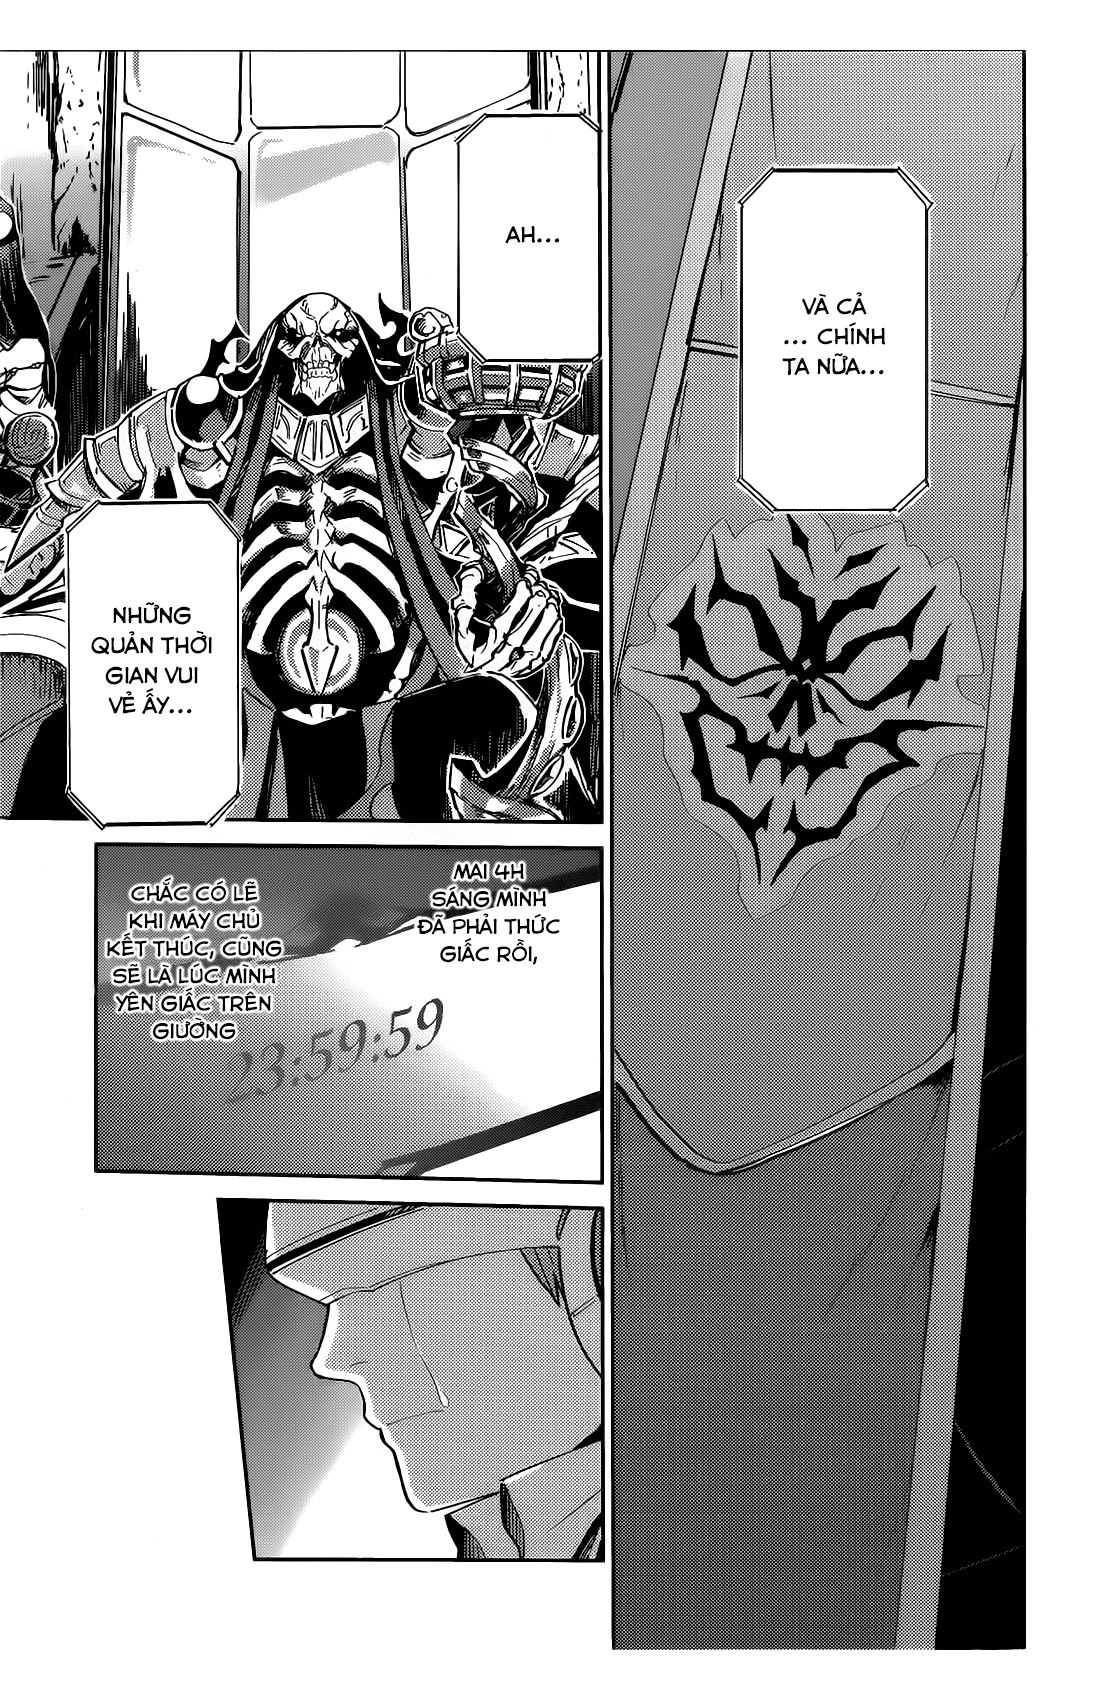 VÀ CẢ
... CHÍNH
TA NỮA...
AH...
NHỮNG
QUÃN THỜI
GIAN VUI
VẺ ẤY...
MAI 4H
SÁNG MÌNH
ĐÃ PHẢI THỨC
GIẤC RỒI,
CHẮC CÓ LẼ
KHI MÁY CHỦ
KẾT THÚC, CŨNG
SẼ LÀ LÚC MÌNH
YÊN GIẤC TRÊN
GIƯỜNG
23:59:59